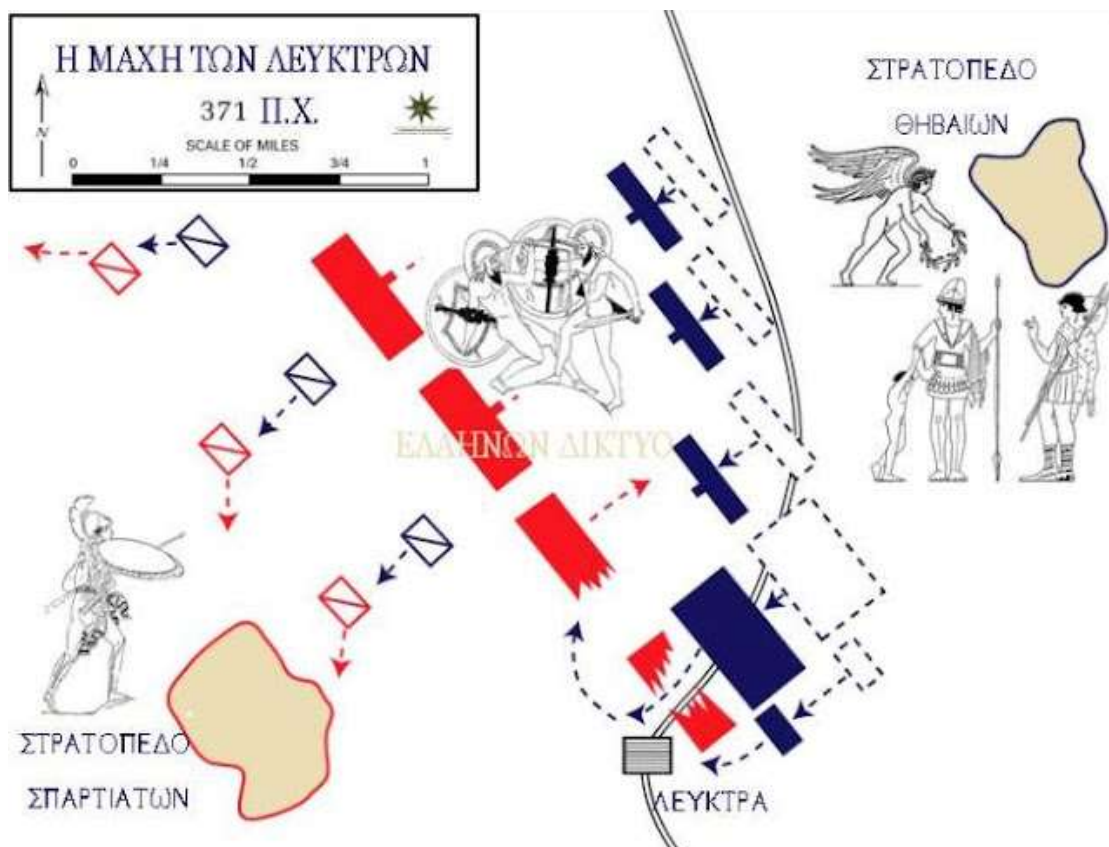 Η ΜΑΧΗ ΤΩΝ ΛΕΥΚΤΡΩΝ
371 Π.Χ.
N
SCALE OF MILES
0 1/4 1/2 3/4 1
ΣΤΡΑΤΟΠΕΔΟ
ΘΗΒΑΙΩΝ
ΕΛΛΗΝΩΝ ΔΙΚΤΥΟ
ΣΤΡΑΤΟΠΕΔΟ
ΣΠΑΡΤΙΑΤΩΝ
ΛΕΥΚΤΡΑ